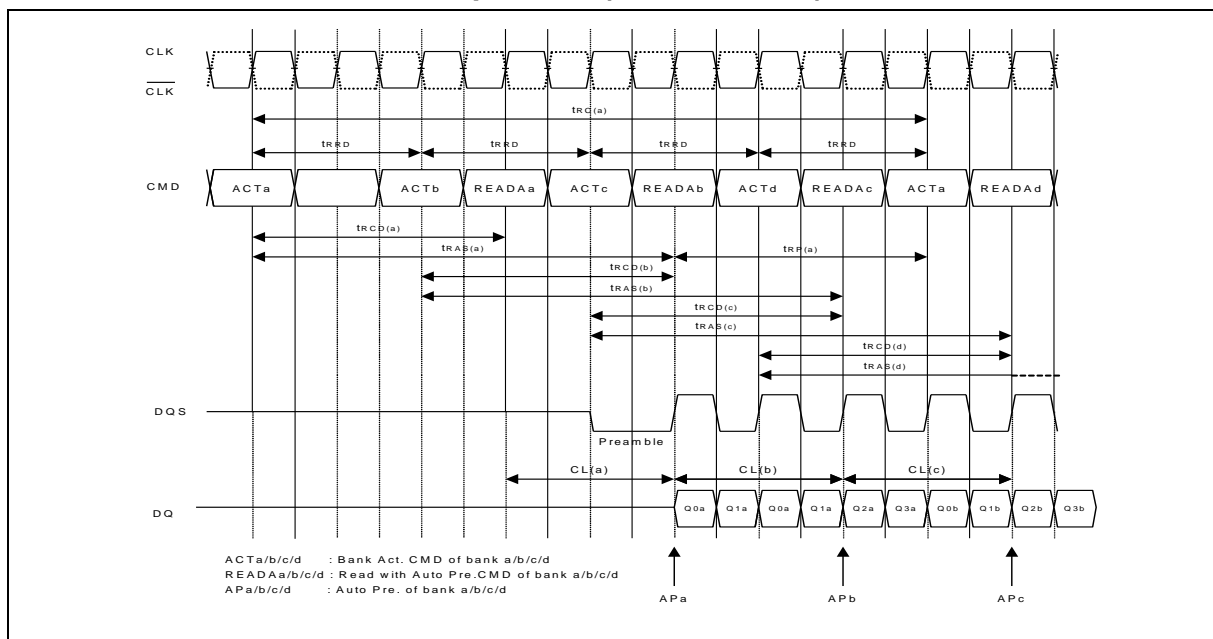 CLK
CLK
tRC(a)
tRRD tRRD tRRD tRRD
CMD ACTa ACTb READAa ACTc READAb ACTd READAc ACTa READAd
tRCD(a)
tRAS(a) tRP(a)
tRCD(b)
tRAS(b)
tRCD(c)
tRAS(c)
tRCD(d)
tRAS(d)
DQS
Preamble
CL(a) CL(b) CL(c)
DQ Q0a Q1a Q0a Q1a Q2a Q3a Q0b Q1b Q2b Q3b
ACTa/b/c/d : Bank Act. CMD of bank a/b/c/d
READAa/b/c/d : Read with Auto Pre.CMD of bank a/b/c/d
APa/b/c/d : Auto Pre. of bank a/b/c/d
APa APb APc